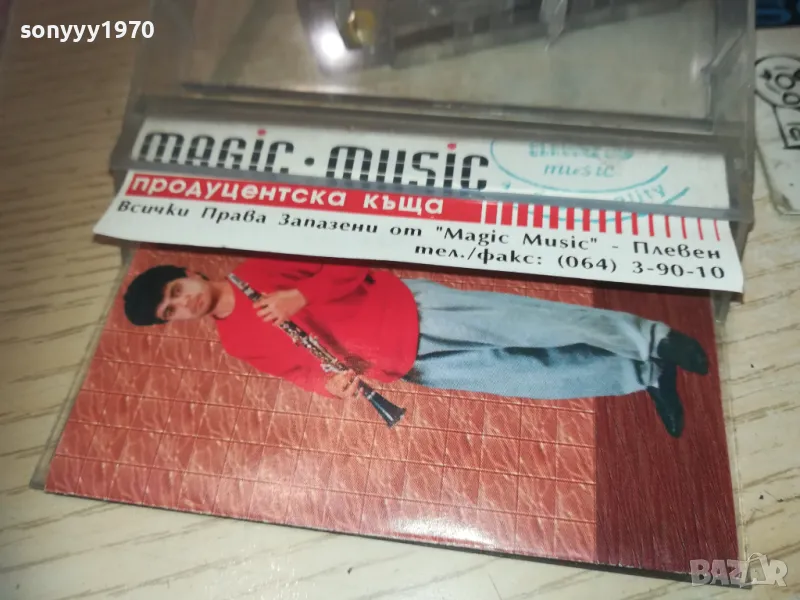 sonyyy1970
magic·music
music
продуцентска къща
Всички Права Запазени от "Magic Music" - Плевен
тел./факс: (064) 3-90-10
BAZAR